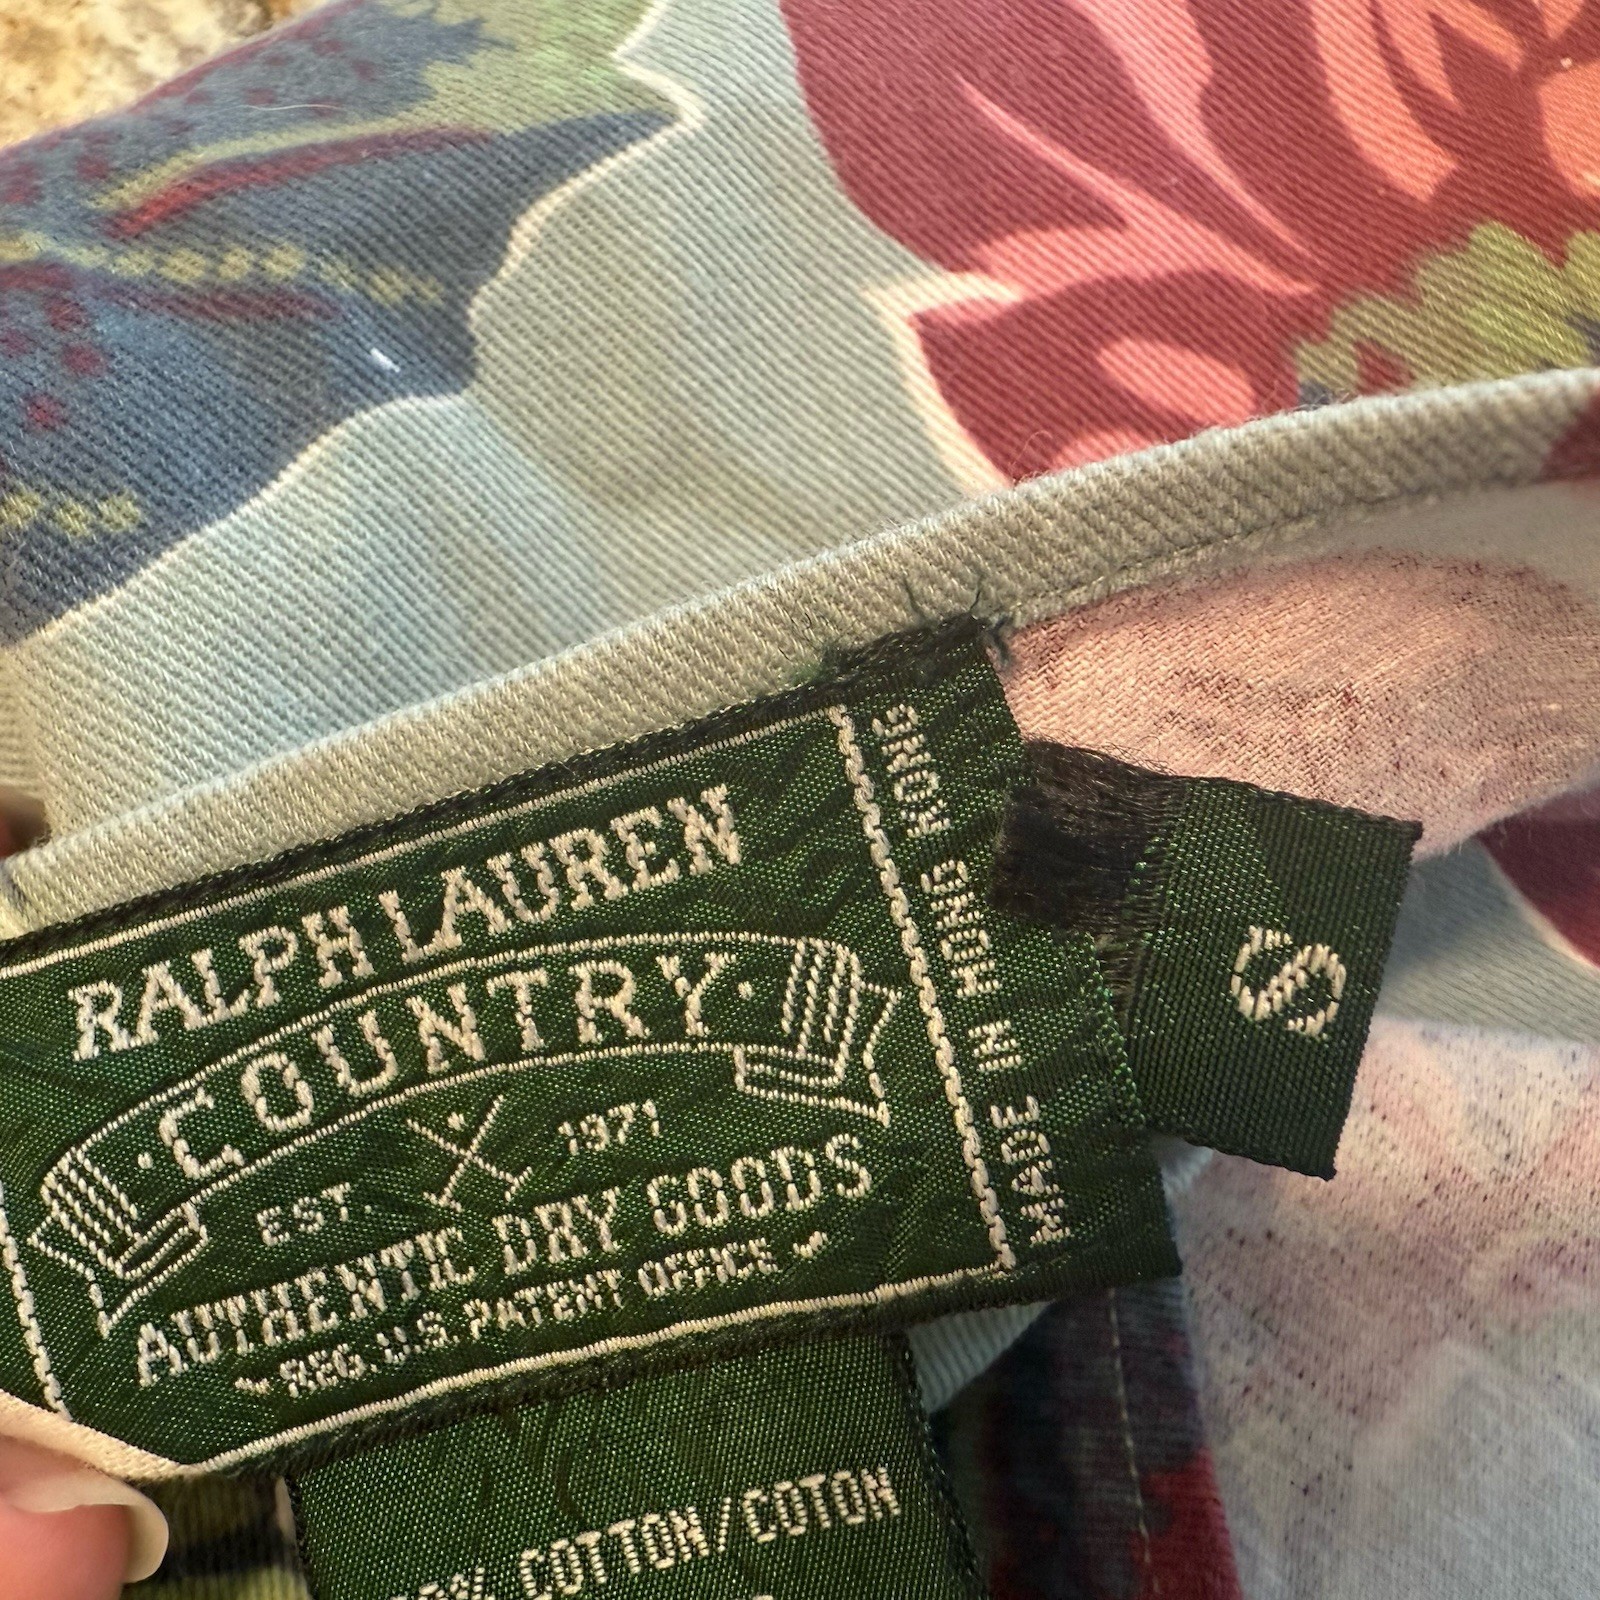 RALPH LAUREN
· COUNTRY ·
EST. 1971
AUTHENTIC DRY GOODS
REG. U.S. PATENT OFFICE
MADE IN HONG KONG
S
% COTTON/COTON